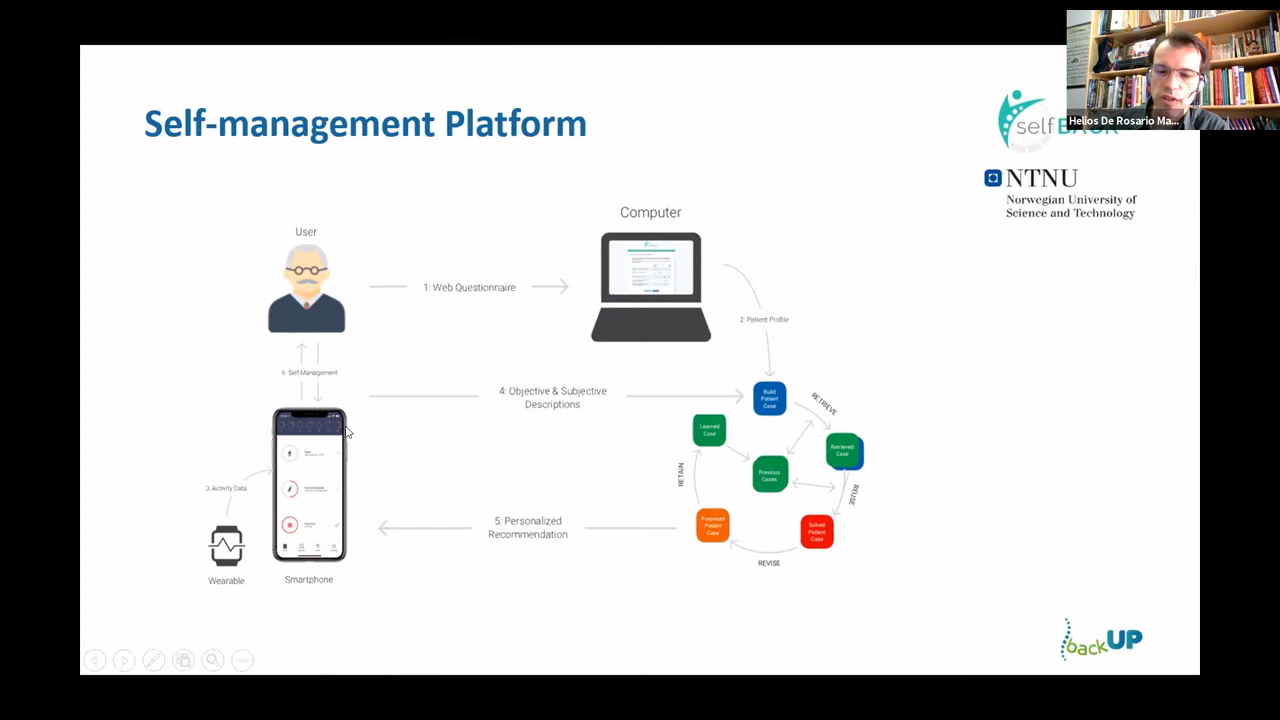 Self-management Platform
self BACK
Helios De Rosario Ma...
NTNU
Norwegian University of
Science and Technology
Computer
User
1: Web Questionnaire
2: Patient Profile
6: Self-Management
4: Objective & Subjective
Descriptions
Build
Patient
Case
RETRIEVE
Learned
Case
Retrieved
Case
Previous
Cases
RETAIN
REUSE
3: Activity Data
5: Personalized
Recommendation
Proposed
Patient
Case
Solved
Patient
Case
REVISE
Wearable
Smartphone
backUP